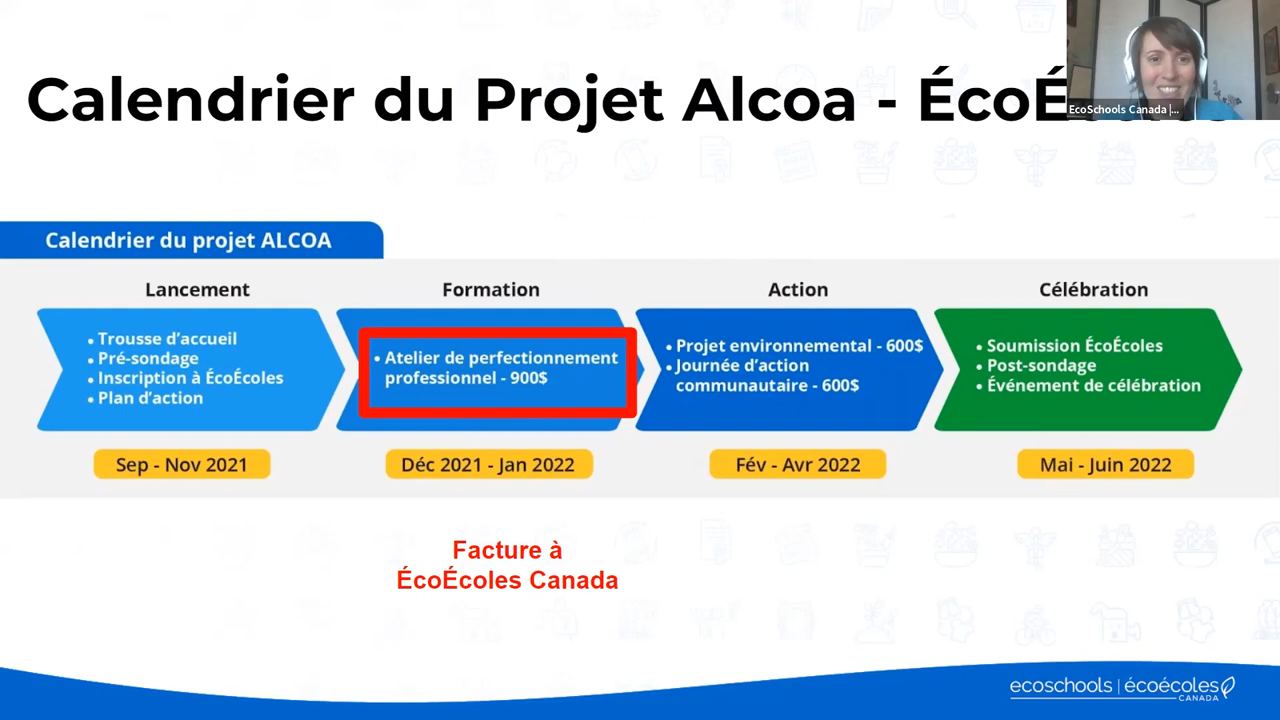 Calendrier du Projet Alcoa -
EcoSchools Canada |...
Calendrier du projet ALCOA
Lancement
• Trousse d'accueil
• Pré-sondage
• Inscription à ÉcoÉcoles
• Plan d'action
Sep - Nov 2021
Formation
• Atelier de perfectionnement
professionnel - 900$
Déc 2021 - Jan 2022
Action
• Projet environnemental - 600$
• Journée d'action
communautaire - 600$
Fév - Avr 2022
Célébration
• Soumission ÉcoÉcoles
• Post-sondage
• Événement de célébration
Mai - Juin 2022
Facture à
ÉcoÉcoles Canada
ecoschools | écoécoles
CANADA